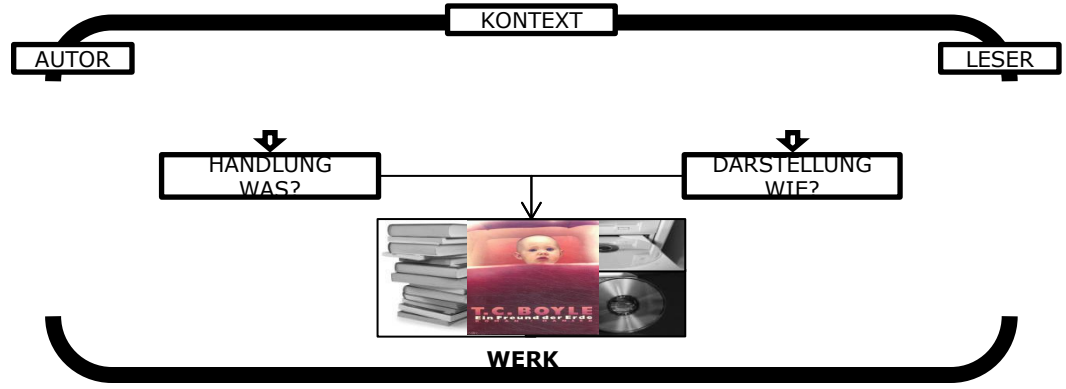 KONTEXT
AUTOR
LESER
HANDLUNG
WAS?
DARSTELLUNG
WIE?
T.C. BOYLE
Ein Freund der Erde
WERK